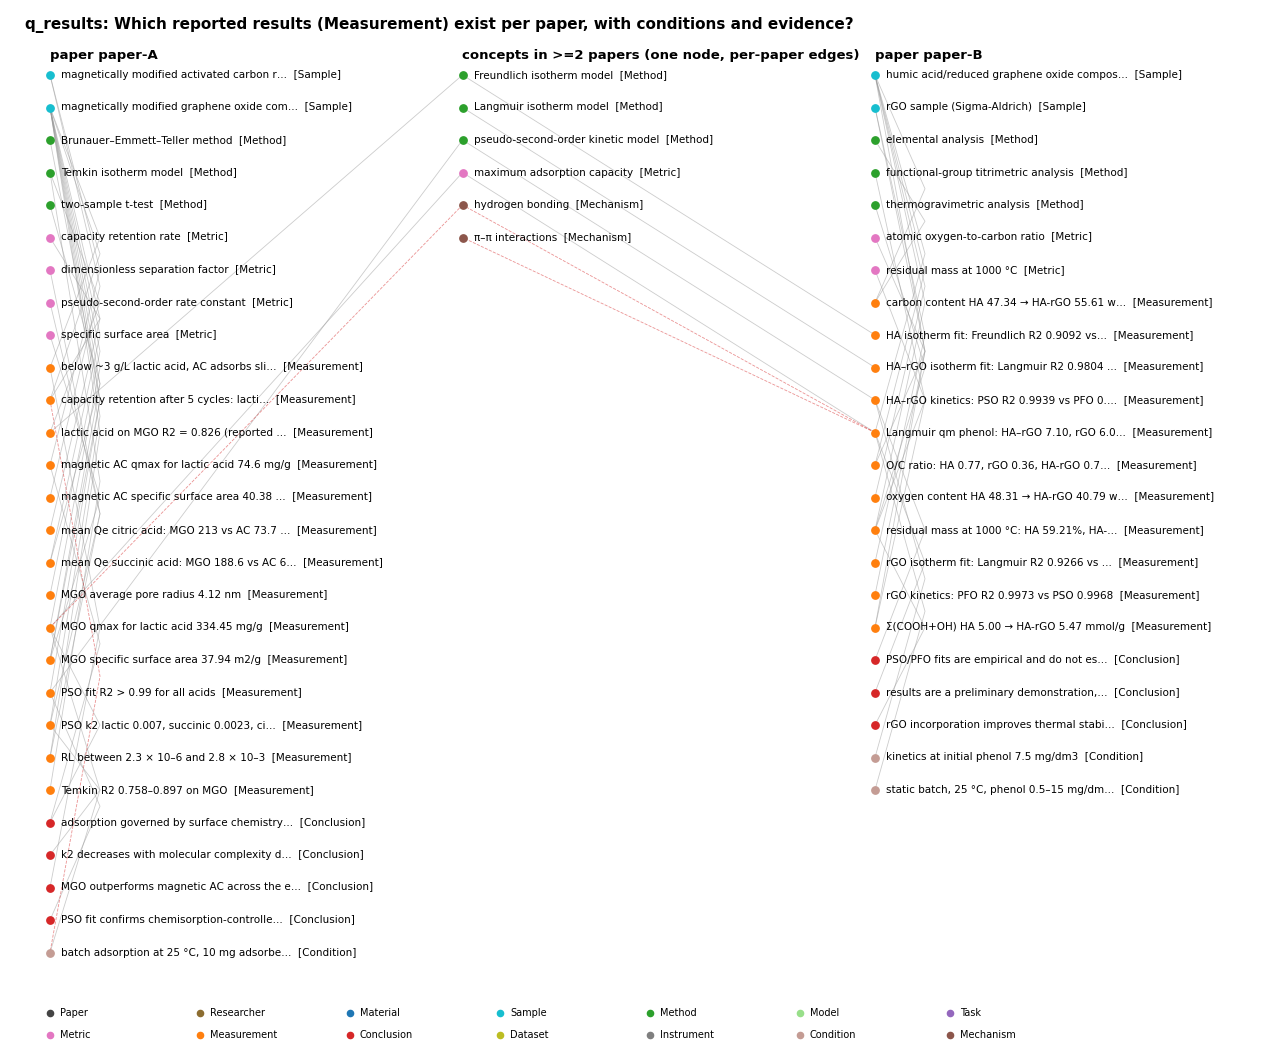 q_results: Which reported results (Measurement) exist per paper, with conditions and evidence?
paper paper-A
magnetically modified activated carbon r… [Sample]
magnetically modified graphene oxide com… [Sample]
Brunauer–Emmett–Teller method [Method]
Temkin isotherm model [Method]
two-sample t-test [Method]
capacity retention rate [Metric]
dimensionless separation factor [Metric]
pseudo-second-order rate constant [Metric]
specific surface area [Metric]
below ~3 g/L lactic acid, AC adsorbs sli… [Measurement]
capacity retention after 5 cycles: lacti… [Measurement]
lactic acid on MGO R2 = 0.826 (reported … [Measurement]
magnetic AC qmax for lactic acid 74.6 mg/g [Measurement]
magnetic AC specific surface area 40.38 … [Measurement]
mean Qe citric acid: MGO 213 vs AC 73.7 … [Measurement]
mean Qe succinic acid: MGO 188.6 vs AC 6… [Measurement]
MGO average pore radius 4.12 nm [Measurement]
MGO qmax for lactic acid 334.45 mg/g [Measurement]
MGO specific surface area 37.94 m2/g [Measurement]
PSO fit R2 > 0.99 for all acids [Measurement]
PSO k2 lactic 0.007, succinic 0.0023, ci… [Measurement]
RL between 2.3 × 10–6 and 2.8 × 10–3 [Measurement]
Temkin R2 0.758–0.897 on MGO [Measurement]
adsorption governed by surface chemistry… [Conclusion]
k2 decreases with molecular complexity d… [Conclusion]
MGO outperforms magnetic AC across the e… [Conclusion]
PSO fit confirms chemisorption-controlle… [Conclusion]
batch adsorption at 25 °C, 10 mg adsorbe… [Condition]
concepts in >=2 papers (one node, per-paper edges)
Freundlich isotherm model [Method]
Langmuir isotherm model [Method]
pseudo-second-order kinetic model [Method]
maximum adsorption capacity [Metric]
hydrogen bonding [Mechanism]
π–π interactions [Mechanism]
paper paper-B
humic acid/reduced graphene oxide compos… [Sample]
rGO sample (Sigma-Aldrich) [Sample]
elemental analysis [Method]
functional-group titrimetric analysis [Method]
thermogravimetric analysis [Method]
atomic oxygen-to-carbon ratio [Metric]
residual mass at 1000 °C [Metric]
carbon content HA 47.34 → HA-rGO 55.61 w… [Measurement]
HA isotherm fit: Freundlich R2 0.9092 vs… [Measurement]
HA–rGO isotherm fit: Langmuir R2 0.9804 … [Measurement]
HA–rGO kinetics: PSO R2 0.9939 vs PFO 0.… [Measurement]
Langmuir qm phenol: HA–rGO 7.10, rGO 6.0… [Measurement]
O/C ratio: HA 0.77, rGO 0.36, HA-rGO 0.7… [Measurement]
oxygen content HA 48.31 → HA-rGO 40.79 w… [Measurement]
residual mass at 1000 °C: HA 59.21%, HA-… [Measurement]
rGO isotherm fit: Langmuir R2 0.9266 vs … [Measurement]
rGO kinetics: PFO R2 0.9973 vs PSO 0.9968 [Measurement]
Σ(COOH+OH) HA 5.00 → HA-rGO 5.47 mmol/g [Measurement]
PSO/PFO fits are empirical and do not es… [Conclusion]
results are a preliminary demonstration,… [Conclusion]
rGO incorporation improves thermal stabi… [Conclusion]
kinetics at initial phenol 7.5 mg/dm3 [Condition]
static batch, 25 °C, phenol 0.5–15 mg/dm… [Condition]
Paper Researcher Material Sample Method Model Task
Metric Measurement Conclusion Dataset Instrument Condition Mechanism